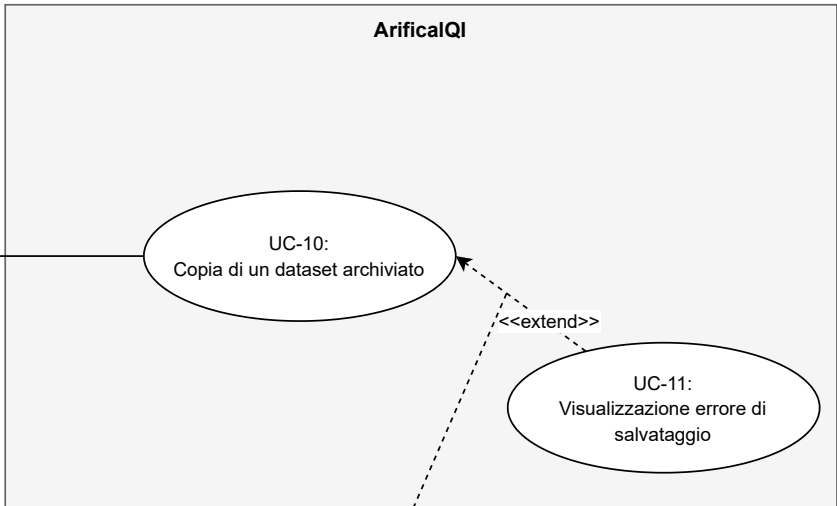 ArificalQI
UC-10:
Copia di un dataset archiviato
<<extend>>
UC-11:
Visualizzazione errore di
salvataggio